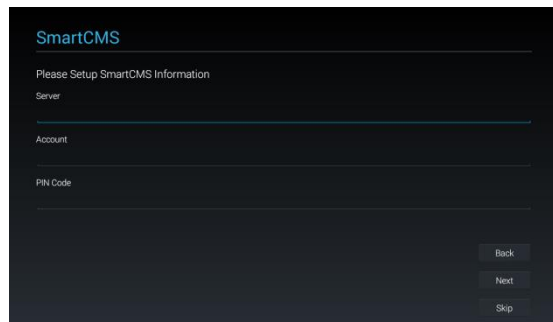 SmartCMS
Please Setup SmartCMS Information
Server
Account
PIN Code
Back
Next
Skip